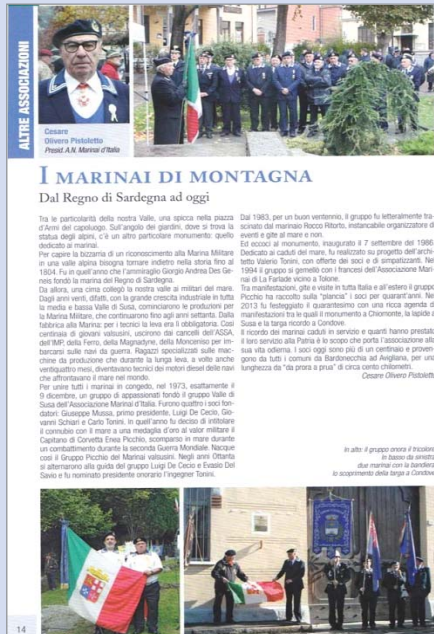 ALTRE ASSOCIAZIONI
Cesare
Olivero Pistoletto
Presid. A.N. Marinai d'Italia
I MARINAI DI MONTAGNA
Dal Regno di Sardegna ad oggi
Tra le particolarità della nostra Valle, una spicca nella piazza
d'Armi del capoluogo. Sull'angolo dei giardini, dove si trova la
statua degli alpini, c'è un altro particolare monumento: quello
dedicato ai marinai.
Per capire la bizzarria di un riconoscimento alla Marina Militare
in una valle alpina bisogna tornare indietro nella storia fino al
1804. Fu in quell'anno che l'ammiraglio Giorgio Andrea Des Ge-
neis fondò la marina del Regno di Sardegna.
Da allora, una cima collegò la nostra valle ai militari del mare.
Dagli anni venti, difatti, con la grande crescita industriale in tutta
la media e bassa Valle di Susa, cominciarono le produzioni per
la Marina Militare, che continuarono fino agli anni settanta. Dalla
fabbrica alla Marina: per i tecnici la leva era lì obbligatoria. Così
centinaia di giovani valsusini, uscirono dai cancelli dell'ASSA,
dell'IMP, della Ferro, della Magnadyne, della Moncenisio per im-
barcarsi sulle navi da guerra. Ragazzi specializzati sulle mac-
chine da produzione che durante la lunga leva, a volte anche
ventiquattro mesi, diventavano tecnici dei motori diesel delle navi
che affrontavano il mare nel mondo.
Per unire tutti i marinai in congedo, nel 1973, esattamente il
9 dicembre, un gruppo di appassionati fondò il gruppo Valle di
Susa dell'Associazione Marinai d'Italia. Furono quattro i soci fon-
datori: Giuseppe Mussa, primo presidente, Luigi De Cecio, Gio-
vanni Schiari e Carlo Tonini. In quell'anno fu deciso di intitolare
il connubio con il mare a una medaglia d'oro al valor militare il
Capitano di Corvetta Enea Picchio, scomparso in mare durante
un combattimento durante la seconda Guerra Mondiale. Nacque
così il Gruppo Picchio dei Marinai valsusini. Negli anni Ottanta
si alternarono alla guida del gruppo Luigi De Cecio e Evasio Del
Savio e fu nominato presidente onorario l'ingegner Tonini.
Dal 1983, per un buon ventennio, il gruppo fu letteralmente tra-
scinato dal marinaio Rocco Ritorto, instancabile organizzatore di
eventi e gite al mare e non.
Ed eccoci al monumento, inaugurato il 7 settembre del 1986.
Dedicato ai caduti del mare, fu realizzato su progetto dell'archi-
tetto Valerio Tonini, con offerte dei soci e di simpatizzanti. Nel
1994 il gruppo si gemellò con i francesi dell'Associazione Mari-
nai di La Farlade vicino a Tolone.
Tra manifestazioni, gite e visite in tutta Italia e all'estero il gruppo
Picchio ha raccolto sulla "plancia" i soci per quarant'anni. Nel
2013 fu festeggiato il quarantesimo con una ricca agenda di
manifestazioni tra le quali il monumento a Chiomonte, la lapide a
Susa e la targa ricordo a Condove.
Il ricordo dei marinai caduti in servizio e quanti hanno prestato
il loro servizio alla Patria è lo scopo che porta l'associazione alla
sua vita odierna. I soci oggi sono più di un centinaio e proven-
gono da tutti i comuni da Bardonecchia ad Avigliana, per una
lunghezza da "da prora a prua" di circa cento chilometri.
Cesare Olivero Pistoletto
In alto: il gruppo onora il tricolore
In basso da sinistra:
due marinai con la bandiera
lo scoprimento della targa a Condove
14